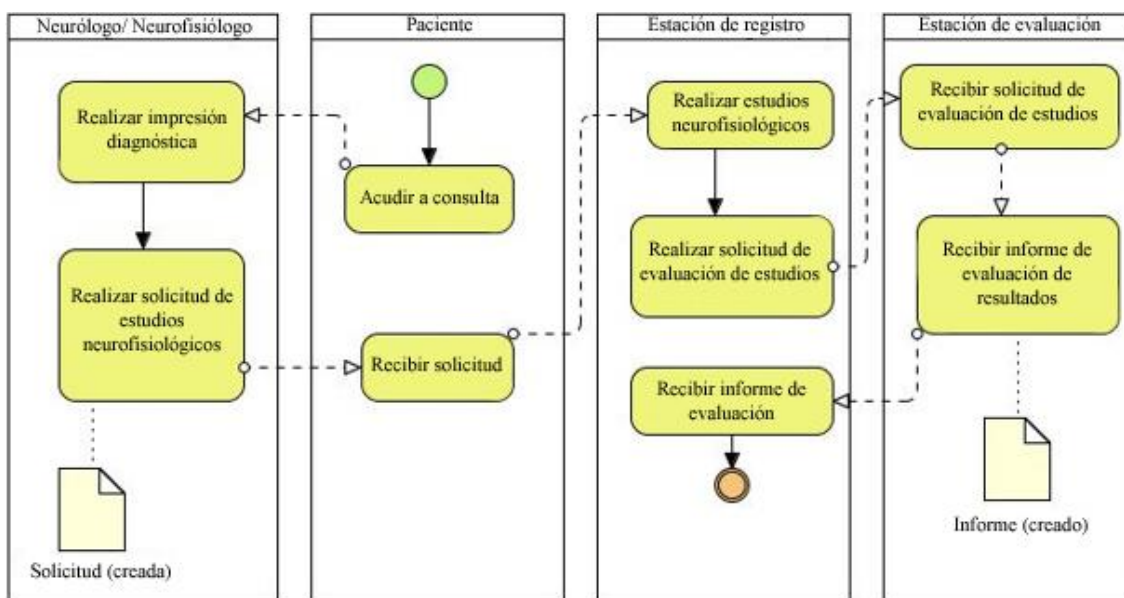 Neurólogo/ Neurofisiólogo
Paciente
Estación de registro
Estación de evaluación
Realizar impresión
diagnóstica
Realizar solicitud de
estudios
neurofisiológicos
Solicitud (creada)
Acudir a consulta
Recibir solicitud
Realizar estudios
neurofisiológicos
Realizar solicitud de
evaluación de estudios
Recibir informe de
evaluación
Recibir solicitud de
evaluación de estudios
Recibir informe de
evaluación de
resultados
Informe (creado)